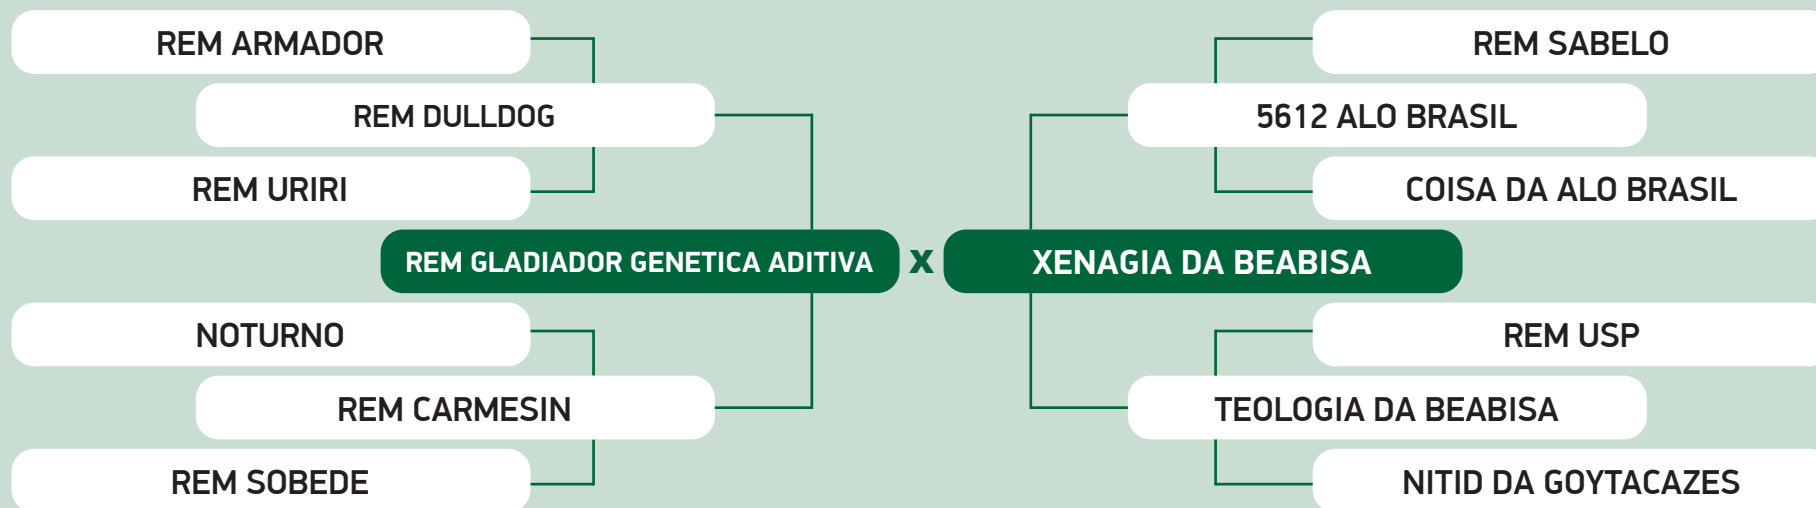 REM ARMADOR
REM SABELO
REM DULLDOG
5612 ALO BRASIL
REM URIRI
COISA DA ALO BRASIL
REM GLADIADOR GENETICA ADITIVA x XENAGIA DA BEABISA
NOTURNO
REM USP
REM CARMESIN
TEOLOGIA DA BEABISA
REM SOBEDE
NITID DA GOYTACAZES